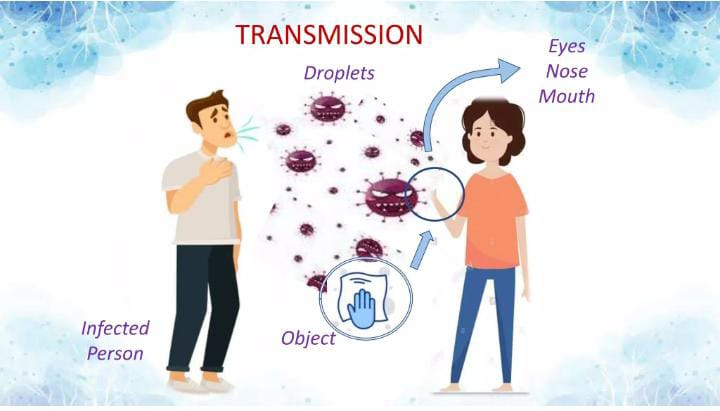 TRANSMISSION
Droplets
Eyes
Nose
Mouth
Infected
Person
Object